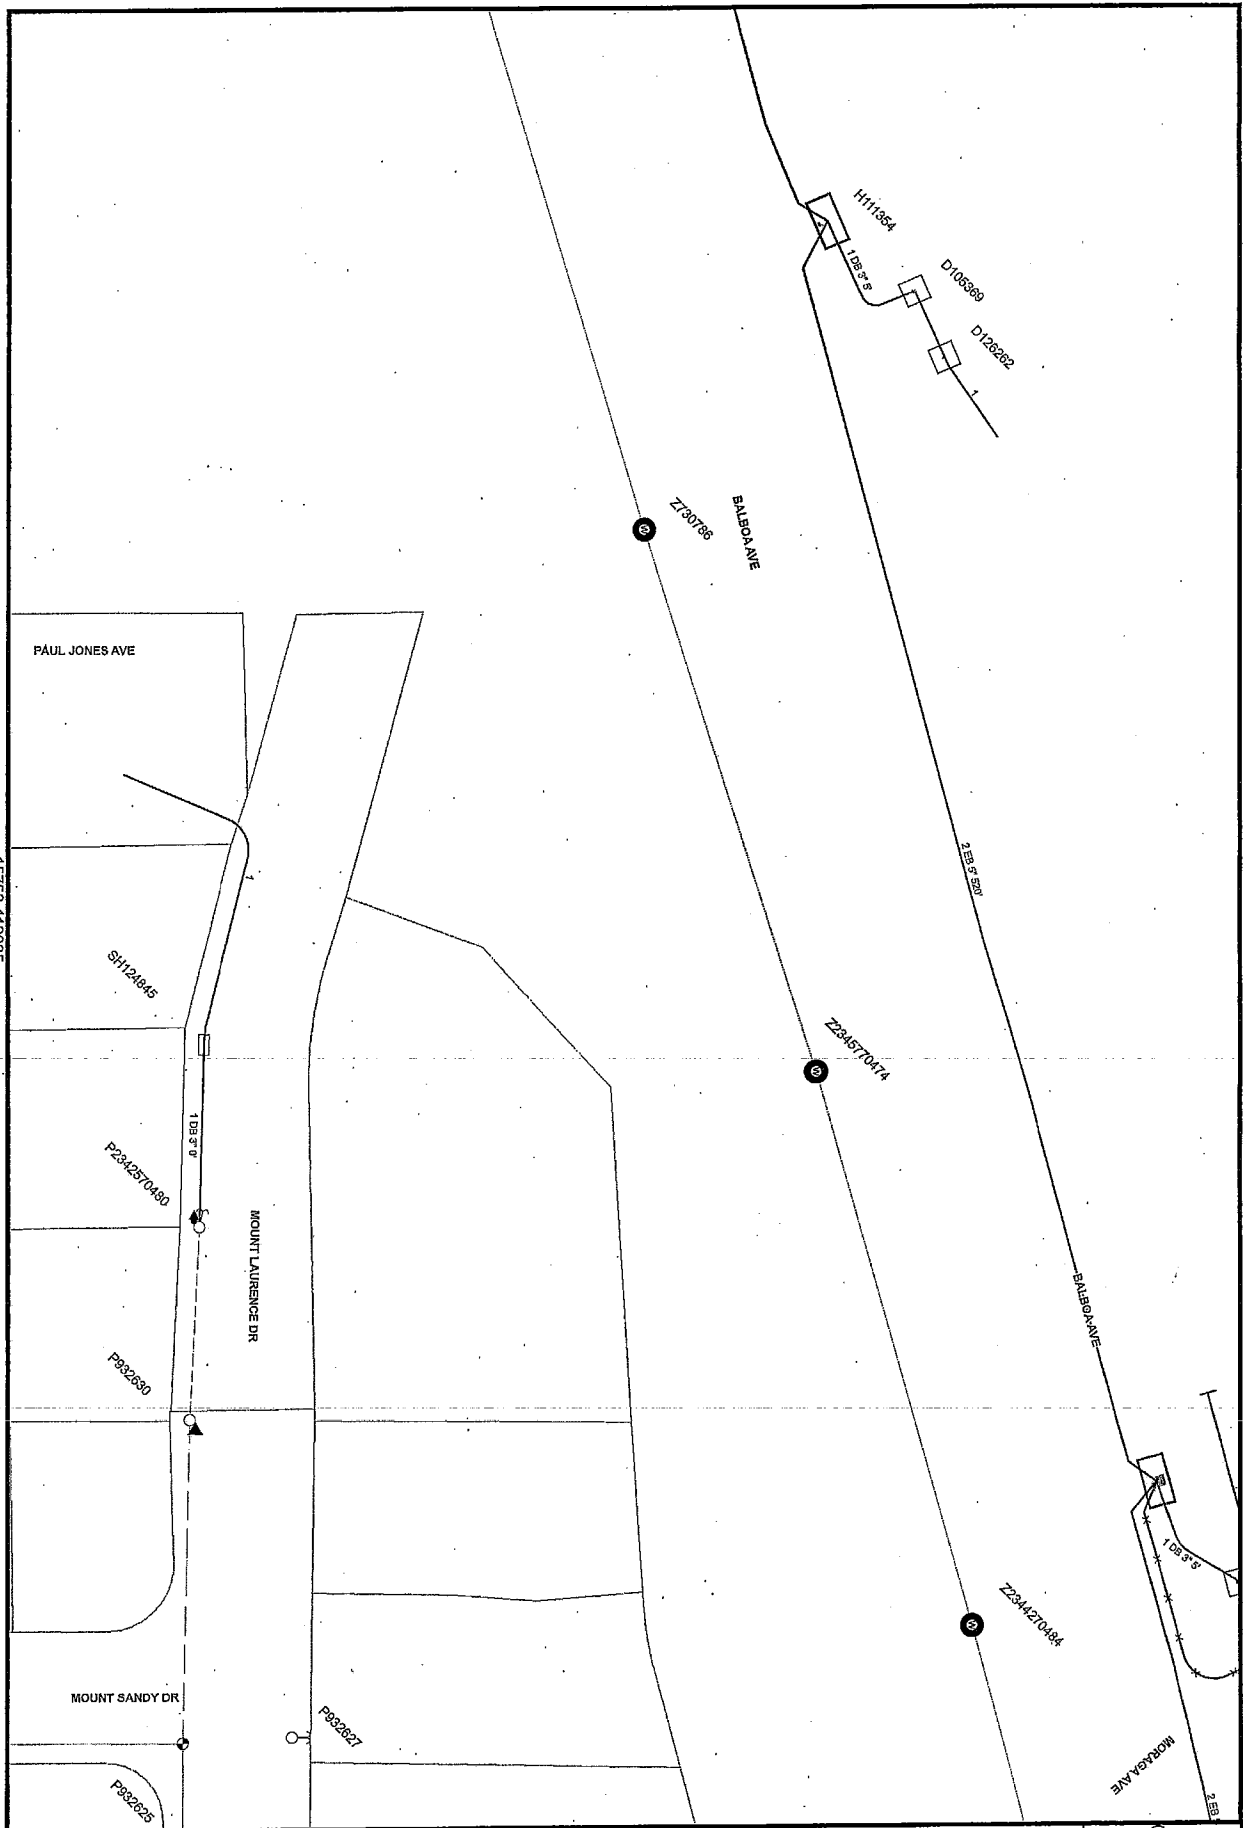 H111354
1 DB 3" 5'
D105369
D126262
1
Z730786
BALBOA AVE
PAUL JONES AVE
1
2 EB 5" 520'
SH124845
Z2345770474
1 DB 3" 0'
P2342570480
MOUNT LAURENCE DR
BALBOA AVE
P932630
1 DB 3" 5'
Z2344270484
MOUNT SANDY DR
P932627
MORAGA AVE
P932625
2 EB
W
W
W